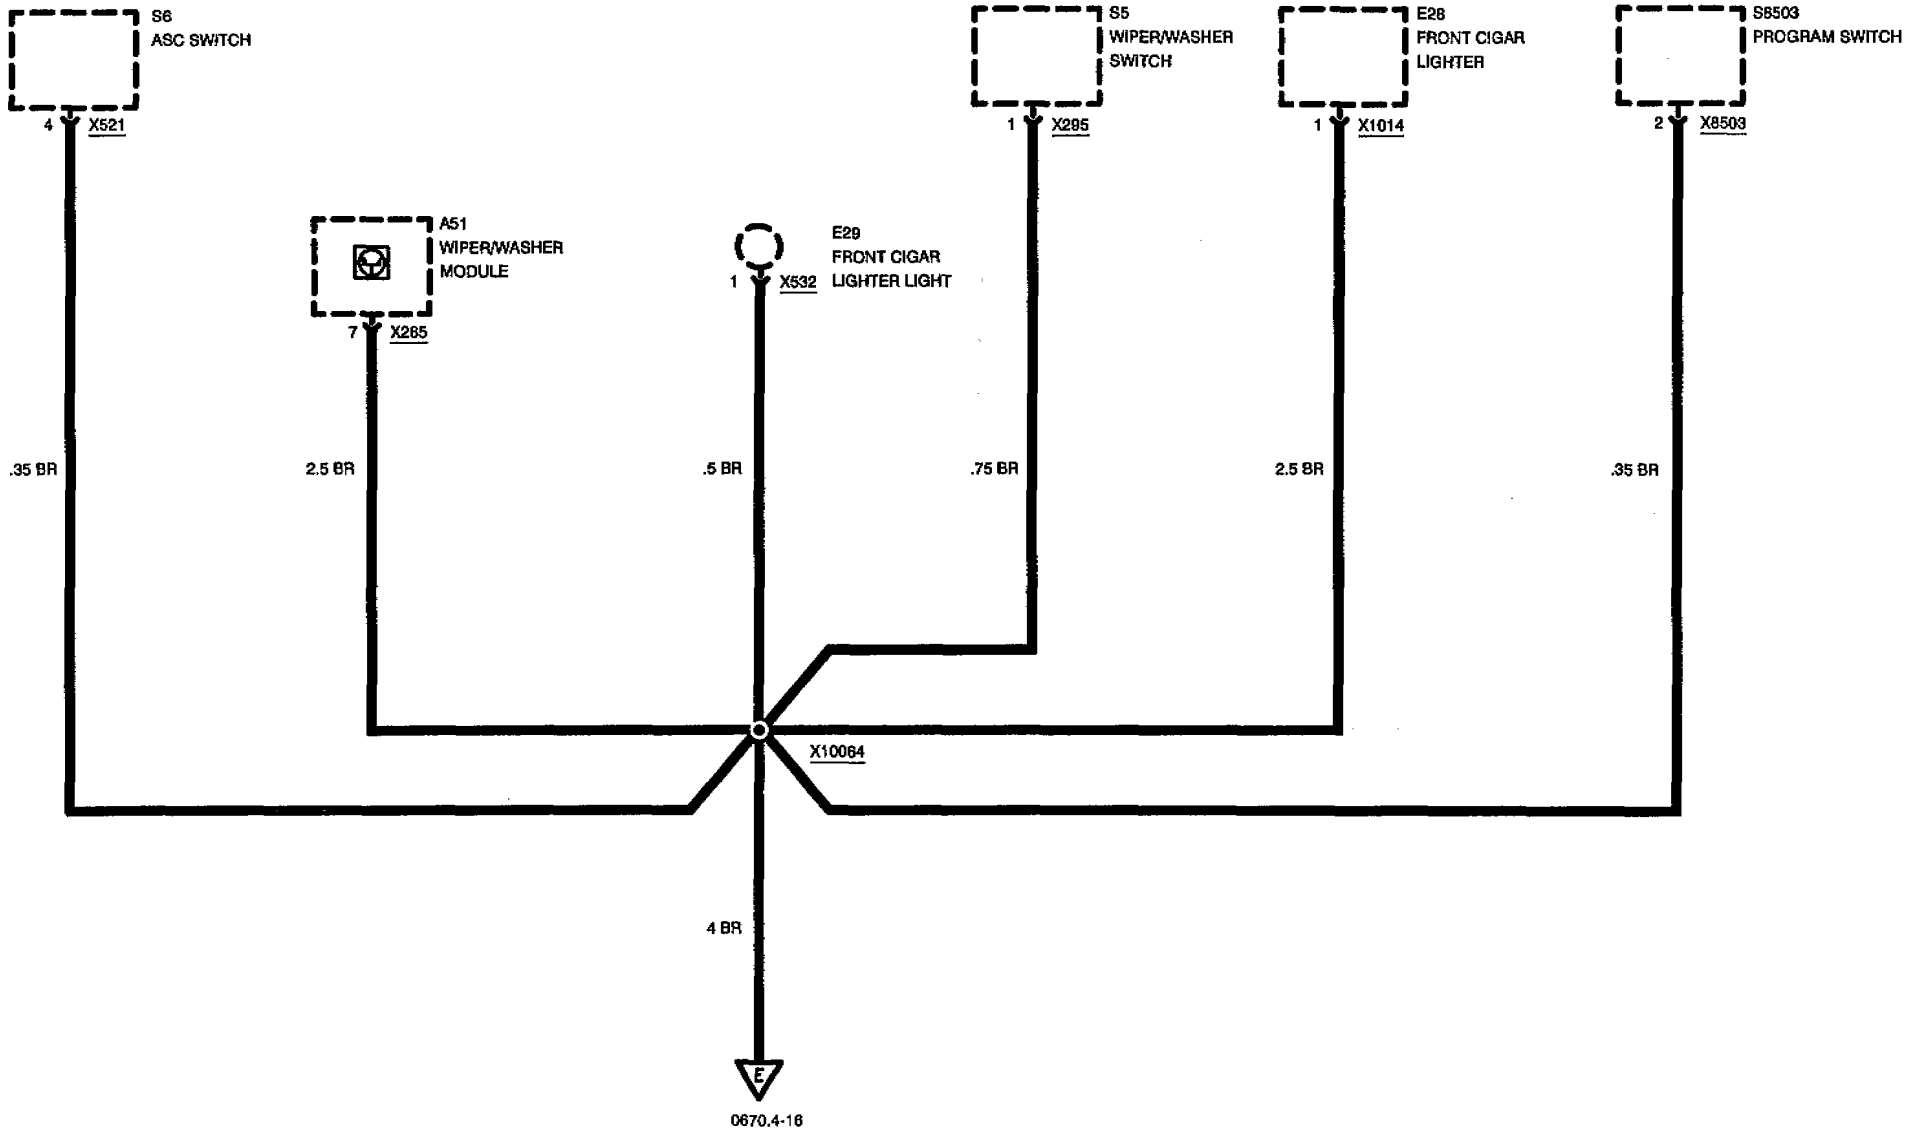 S6
ASC SWITCH
4
X521
S5
WIPER/WASHER
SWITCH
1
X295
E28
FRONT CIGAR
LIGHTER
1
X1014
S8503
PROGRAM SWITCH
2
X8503
A51
WIPER/WASHER
MODULE
7
X265
E29
FRONT CIGAR
LIGHTER LIGHT
1
X532
.35 BR
2.5 BR
.5 BR
.75 BR
2.5 BR
.35 BR
X10064
4 BR
E
0670.4-16